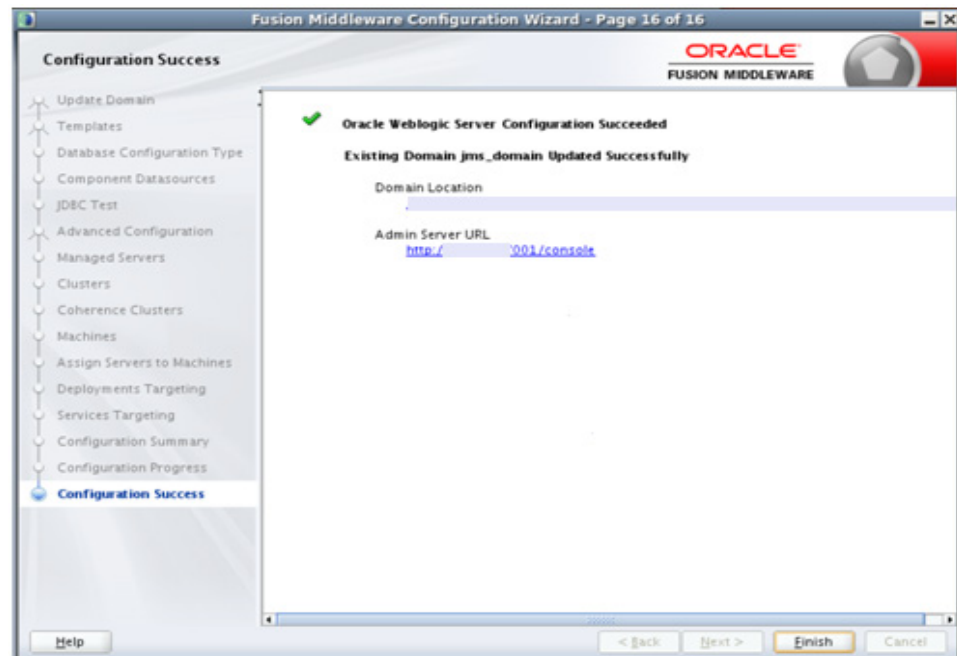 Fusion Middleware Configuration Wizard - Page 16 of 16
Configuration Success
ORACLE
FUSION MIDDLEWARE
Update Domain
Templates
Database Configuration Type
Component Datasources
JDBC Test
Advanced Configuration
Managed Servers
Clusters
Coherence Clusters
Machines
Assign Servers to Machines
Deployments Targeting
Services Targeting
Configuration Summary
Configuration Progress
Configuration Success
Oracle Weblogic Server Configuration Succeeded
Existing Domain jms_domain Updated Successfully
Domain Location
Admin Server URL
http:/ 001/console
Help
< Back
Next >
Finish
Cancel